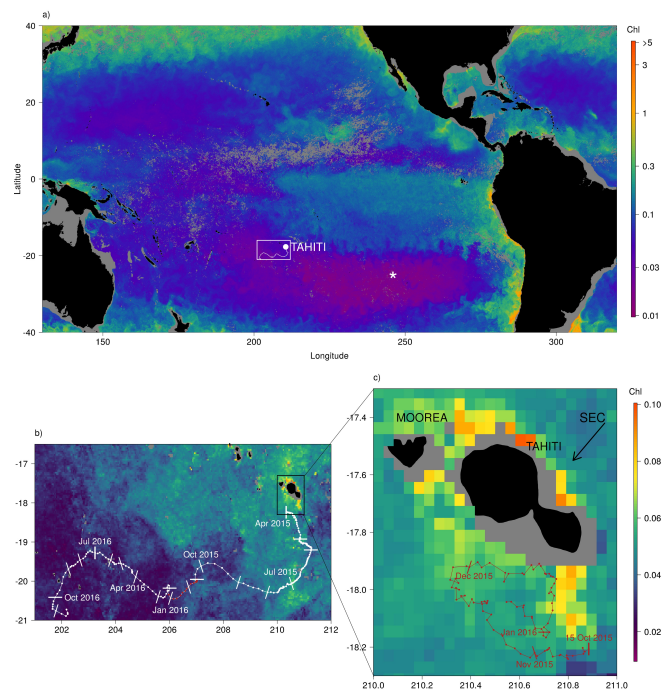 a)
Chl
40
20
0
-20
-40
Latitude
TAHITI
*
150
200
250
300
Longitude
>5
3
1
0.3
0.1
0.03
0.01
b)
-16
-17
-18
-19
-20
-21
Apr 2015
Jul 2016
Oct 2015
Apr 2016
Jul 2015
Oct 2016
Jan 2016
202
204
206
208
210
212
c)
Chl
-17.4
-17.6
-17.8
-18.0
-18.2
MOOREA
SEC
TAHITI
Dec 2015
Jan 2016
15 Oct 2015
Nov 2015
210.0
210.2
210.4
210.6
210.8
211.0
0.10
0.08
0.06
0.04
0.02